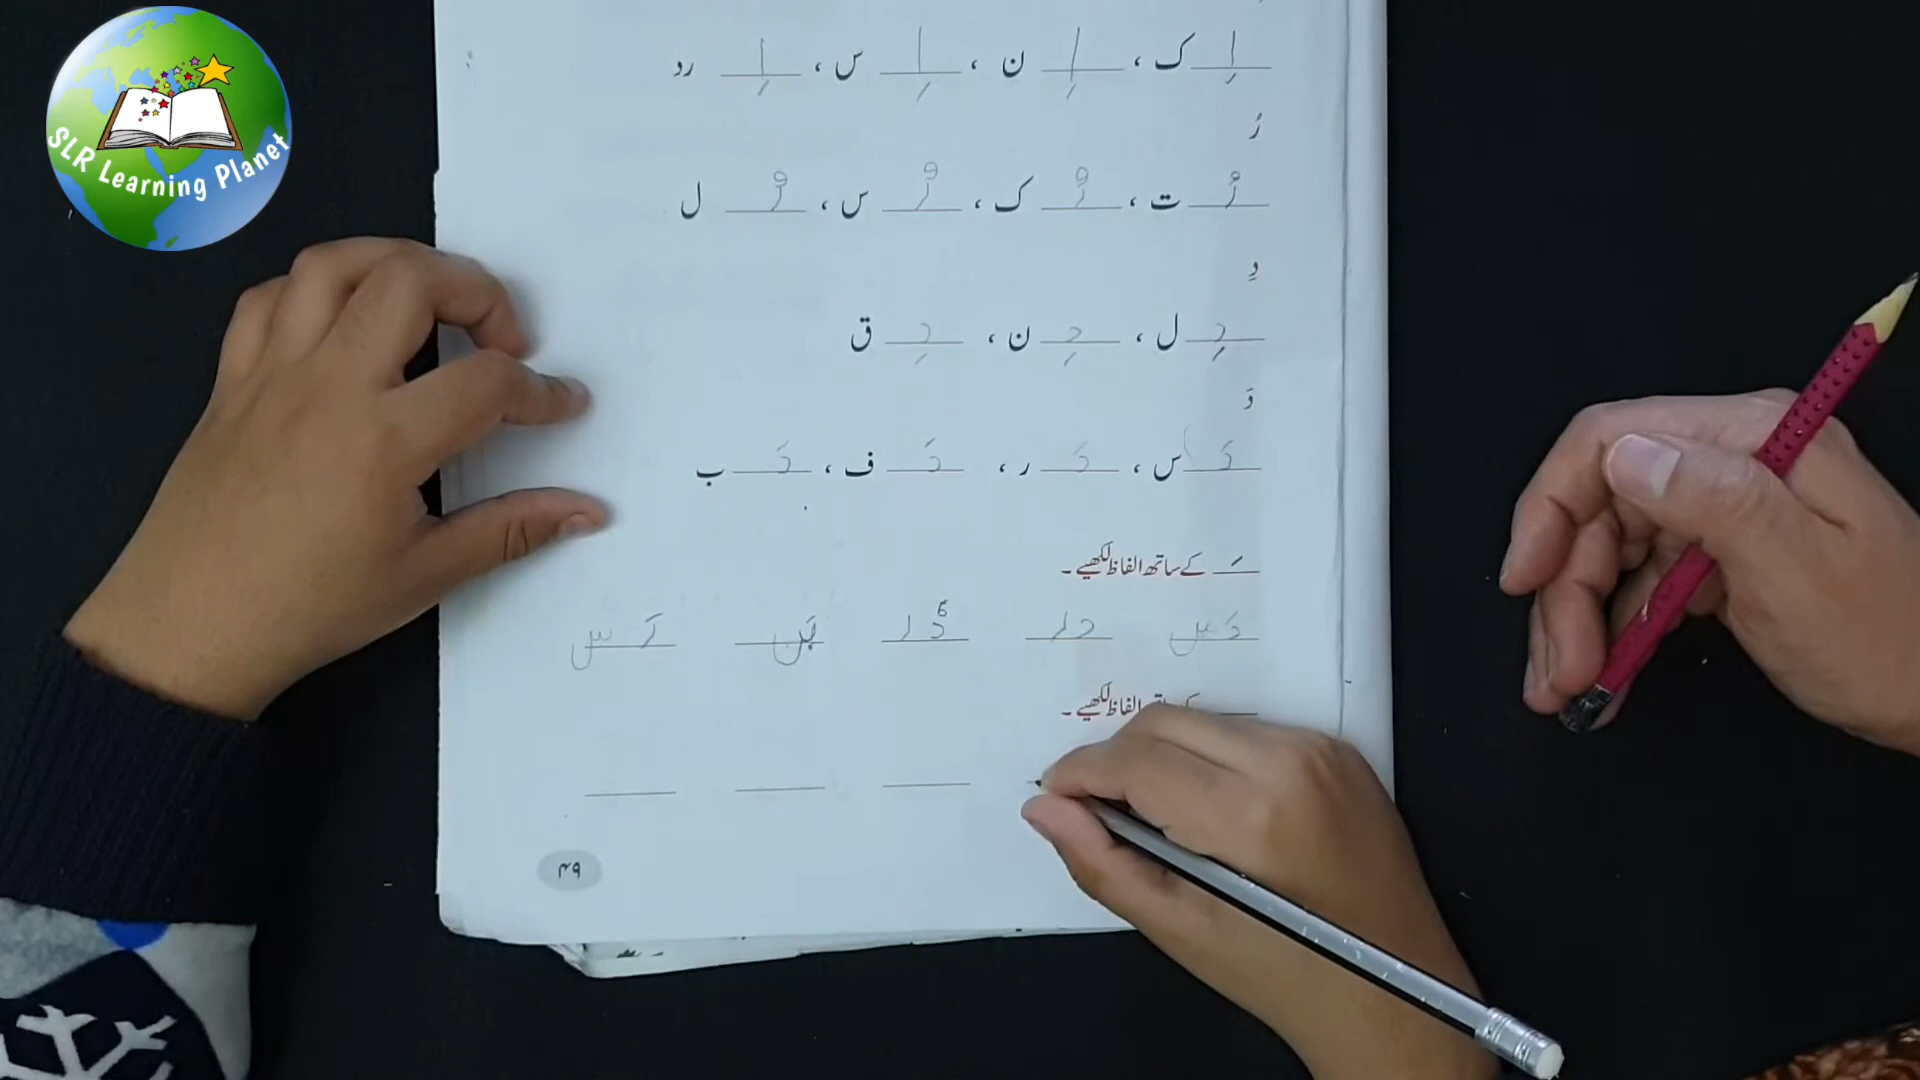 SLR Learning Planet
اِ ک ، اِ ن ، اِ س ، اِ رد
رُ
رُ ت ، رُ ک ، رُ س ، رُ ل
دِ
دِ ل ، دِ ن ، دِ ق
دَ
دَ س ، دَ ر ، دَ ف ، دَ ب
ـَ کے ساتھ الفاظ لکھیے ۔
دَس رَس
الفاظ لکھیے ۔
۴۹